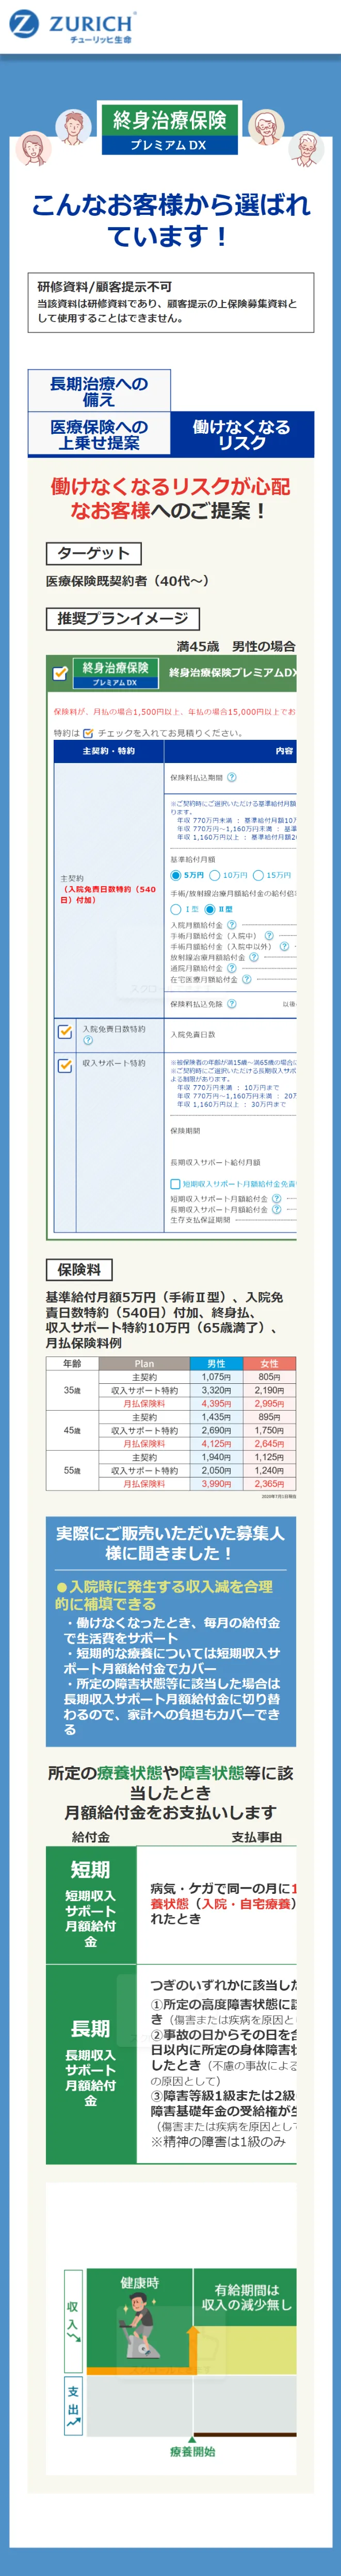 ZURICH
チューリッヒ生命
終身治療保険
プレミアム DX
こんなお客様から選ばれ
ています！
研修資料/顧客提示不可
当該資料は研修資料であり、顧客提示の上保険募集資料と
して使用することはできません。
長期治療への
備え
医療保険への
上乗せ提案
働けなくなる
リスク
働けなくなるリスクが心配
なお客様へのご提案！
ターゲット
医療保険既契約者（40代〜）
推奨プランイメージ
満45歳　男性の場合
終身治療保険
プレミアム DX
終身治療保険プレミアムDX
保険料が、月払の場合1,500円以上、年払の場合15,000円以上でお
特約は チェックを入れてお見積りください。
主契約・特約
内容
保険料払込期間 ?
※ご契約時にご選択いただける基準給付月額
ります。
年収 770万円未満 ： 基準給付月額10万
年収 770万円〜1,160万円未満 ： 基準
年収 1,160万円以上 ： 基準給付月額2
主契約
（入院免責日数特約（540
日）付加）
基準給付月額
5万円 10万円 15万円
手術/放射線治療月額給付金の給付倍
Ⅰ型 Ⅱ型
入院月額給付金 ?
手術月額給付金（入院中） ?
手術月額給付金（入院中以外） ?
放射線治療月額給付金 ?
通院月額給付金 ?
在宅医療月額給付金 ?
保険料払込免除 ? 以後
入院免責日数特約
?
入院免責日数
収入サポート特約
※被保険者の年齢が満15歳〜満65歳の場合に
※ご契約時にご選択いただける長期収入サポ
よる制限があります。
年収 770万円未満 ： 10万円まで
年収 770万円〜1,160万円未満 ： 20万
年収 1,160万円以上 ： 30万円まで
保険期間
長期収入サポート給付月額
短期収入サポート月額給付金免責
短期収入サポート月額給付金 ?
長期収入サポート月額給付金 ?
生存支払保証期間
保険料
基準給付月額5万円（手術Ⅱ型）、入院免
責日数特約（540日）付加、終身払、
収入サポート特約10万円（65歳満了）、
月払保険料例
年齢 Plan 男性 女性
35歳
主契約 1,075円 805円
収入サポート特約 3,320円 2,190円
月払保険料 4,395円 2,995円
45歳
主契約 1,435円 895円
収入サポート特約 2,690円 1,750円
月払保険料 4,125円 2,645円
55歳
主契約 1,940円 1,125円
収入サポート特約 2,050円 1,240円
月払保険料 3,990円 2,365円
実際にご販売いただいた募集人
様に聞きました！
●入院時に発生する収入減を合理
的に補填できる
・働けなくなったとき、毎月の給付金
で生活費をサポート
・短期的な療養については短期収入サ
ポート月額給付金でカバー
・所定の障害状態等に該当した場合は
長期収入サポート月額給付金に切り替
わるので、家計への負担もカバーでき
る
所定の療養状態や障害状態等に該
当したとき
月額給付金をお支払いします
給付金
支払事由
短期
短期収入
サポート
月額給付
金
病気・ケガで同一の月に1
養状態（入院・自宅療養）
れたとき
長期
長期収入
サポート
月額給付
金
つぎのいずれかに該当した
①所定の高度障害状態に該
き（傷害または疾病を原因と
②事故の日からその日を含
日以内に所定の身体障害状
したとき（不慮の事故による
の原因として）
③障害等級1級または2級
障害基礎年金の受給権が生
（傷害または疾病を原因として
※精神の障害は1級のみ
収入
健康時
有給期間は
収入の減少無し
支出
療養開始